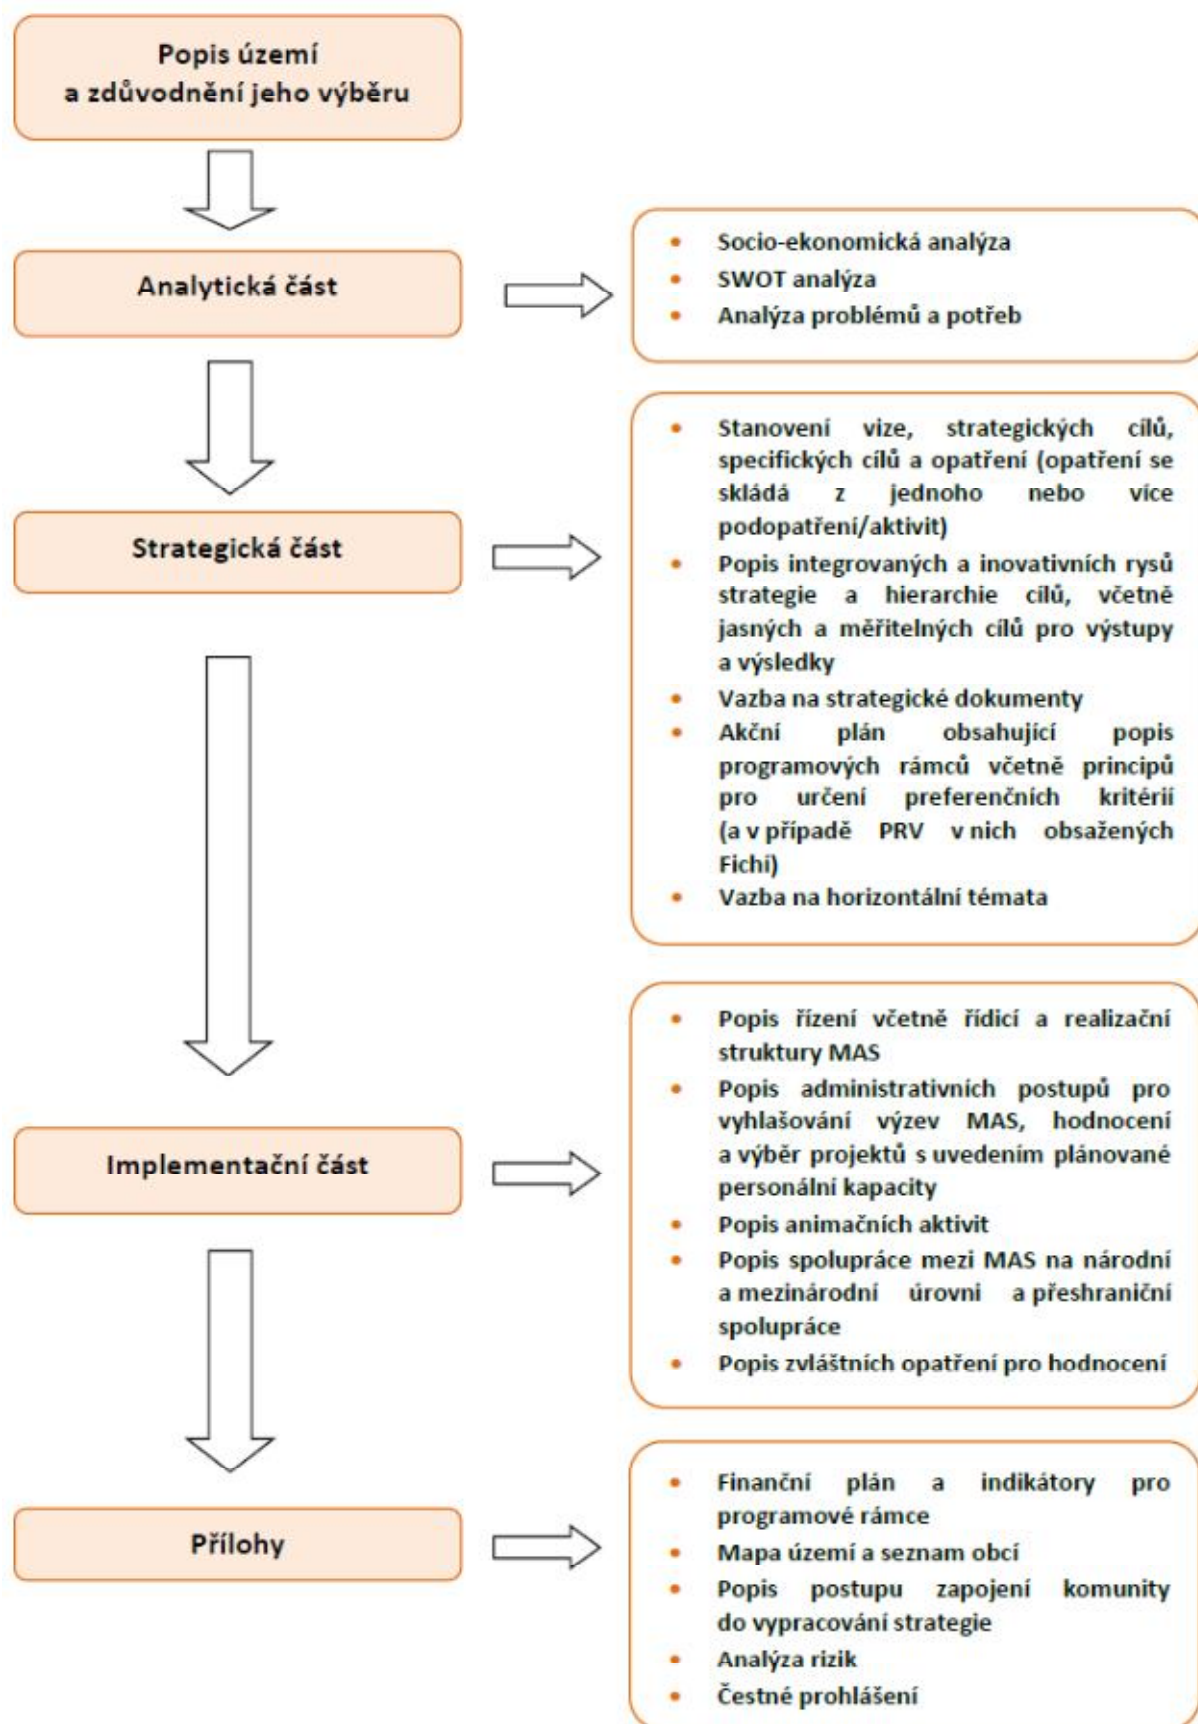 Popis území
a zdůvodnění jeho výběru
Analytická část
• Socio-ekonomická analýza
• SWOT analýza
• Analýza problémů a potřeb
Strategická část
• Stanovení vize, strategických cílů,
specifických cílů a opatření (opatření se
skládá z jednoho nebo více
podopatření/aktivit)
• Popis integrovaných a inovativních rysů
strategie a hierarchie cílů, včetně
jasných a měřitelných cílů pro výstupy
a výsledky
• Vazba na strategické dokumenty
• Akční plán obsahující popis
programových rámců včetně principů
pro určení preferenčních kritérií
(a v případě PRV v nich obsažených
Fichí)
• Vazba na horizontální témata
Implementační část
• Popis řízení včetně řídicí a realizační
struktury MAS
• Popis administrativních postupů pro
vyhlašování výzev MAS, hodnocení
a výběr projektů s uvedením plánované
personální kapacity
• Popis animačních aktivit
• Popis spolupráce mezi MAS na národní
a mezinárodní úrovni a přeshraniční
spolupráce
• Popis zvláštních opatření pro hodnocení
Přílohy
• Finanční plán a indikátory pro
programové rámce
• Mapa území a seznam obcí
• Popis postupu zapojení komunity
do vypracování strategie
• Analýza rizik
• Čestné prohlášení